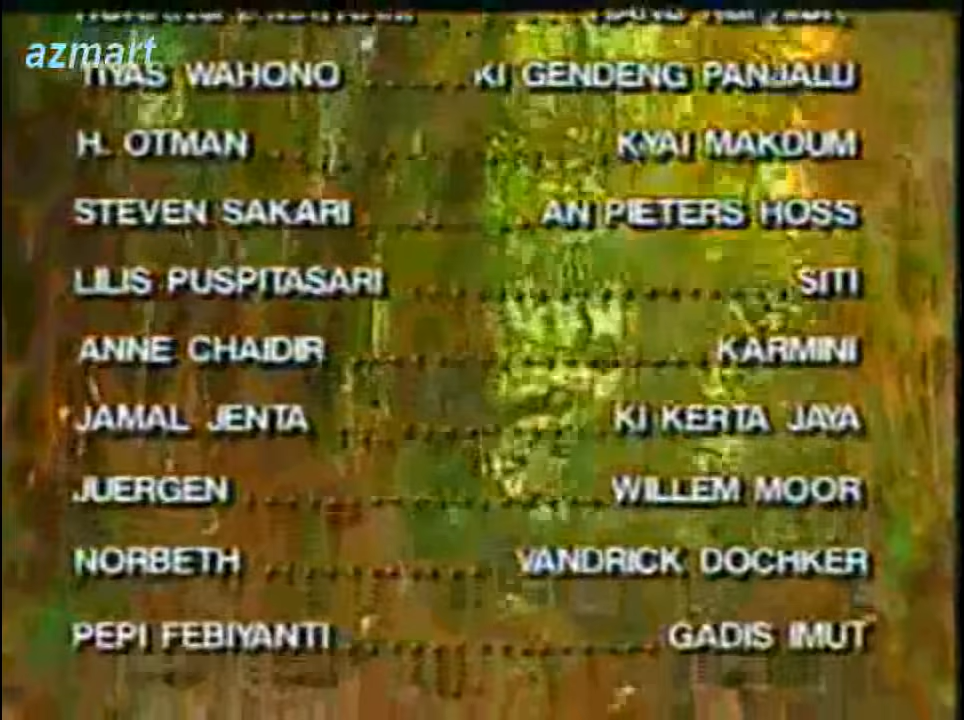 azmart
TIYAS WAHONO ..... KI GENDENG PANJALU
H. OTMAN .......... KYAI MAKDUM
STEVEN SAKARI ..... AN PIETERS HOSS
LILIS PUSPITASARI .......... SITI
ANNE CHAIDIR .......... KARMINI
JAMAL JENTA .......... KI KERTA JAYA
JUERGEN .......... WILLEM MOOR
NORBETH .......... VANDRICK DOCHKER
PEPI FEBIYANTI .......... GADIS IMUT